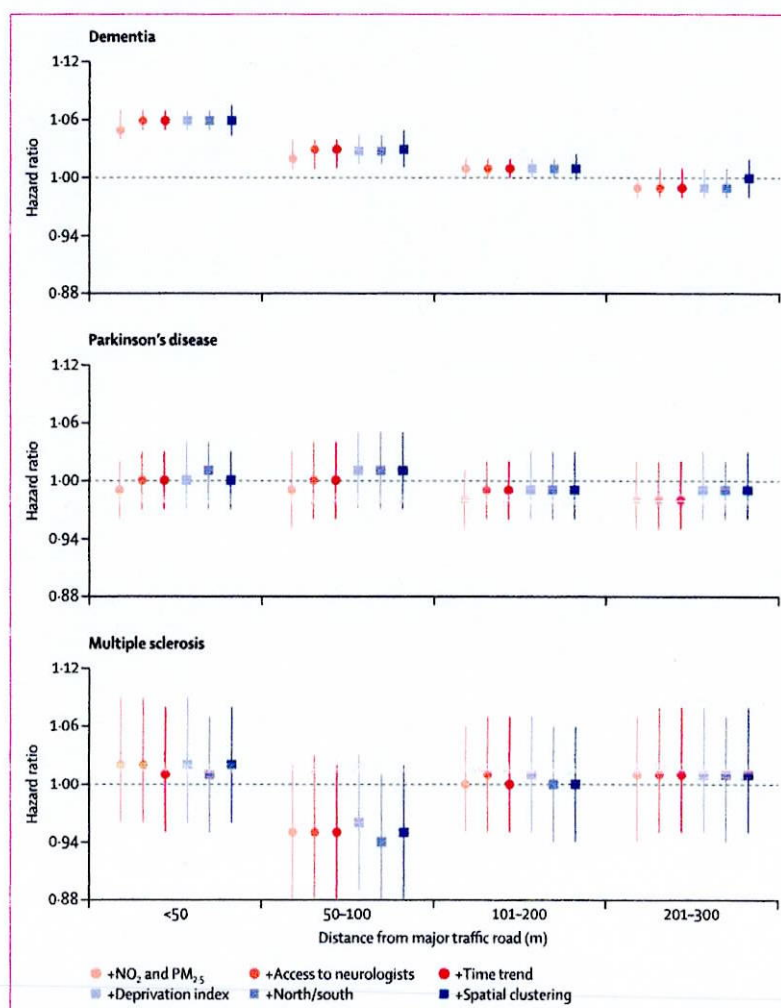 Dementia
1·12
1·06
1·00
0·94
0·88
Hazard ratio
Parkinson's disease
1·12
1·06
1·00
0·94
0·88
Hazard ratio
Multiple sclerosis
1·12
1·06
1·00
0·94
0·88
Hazard ratio
<50 50–100 101–200 201–300
Distance from major traffic road (m)
+NO₂ and PM₂.₅ +Access to neurologists +Time trend
+Deprivation index +North/south +Spatial clustering